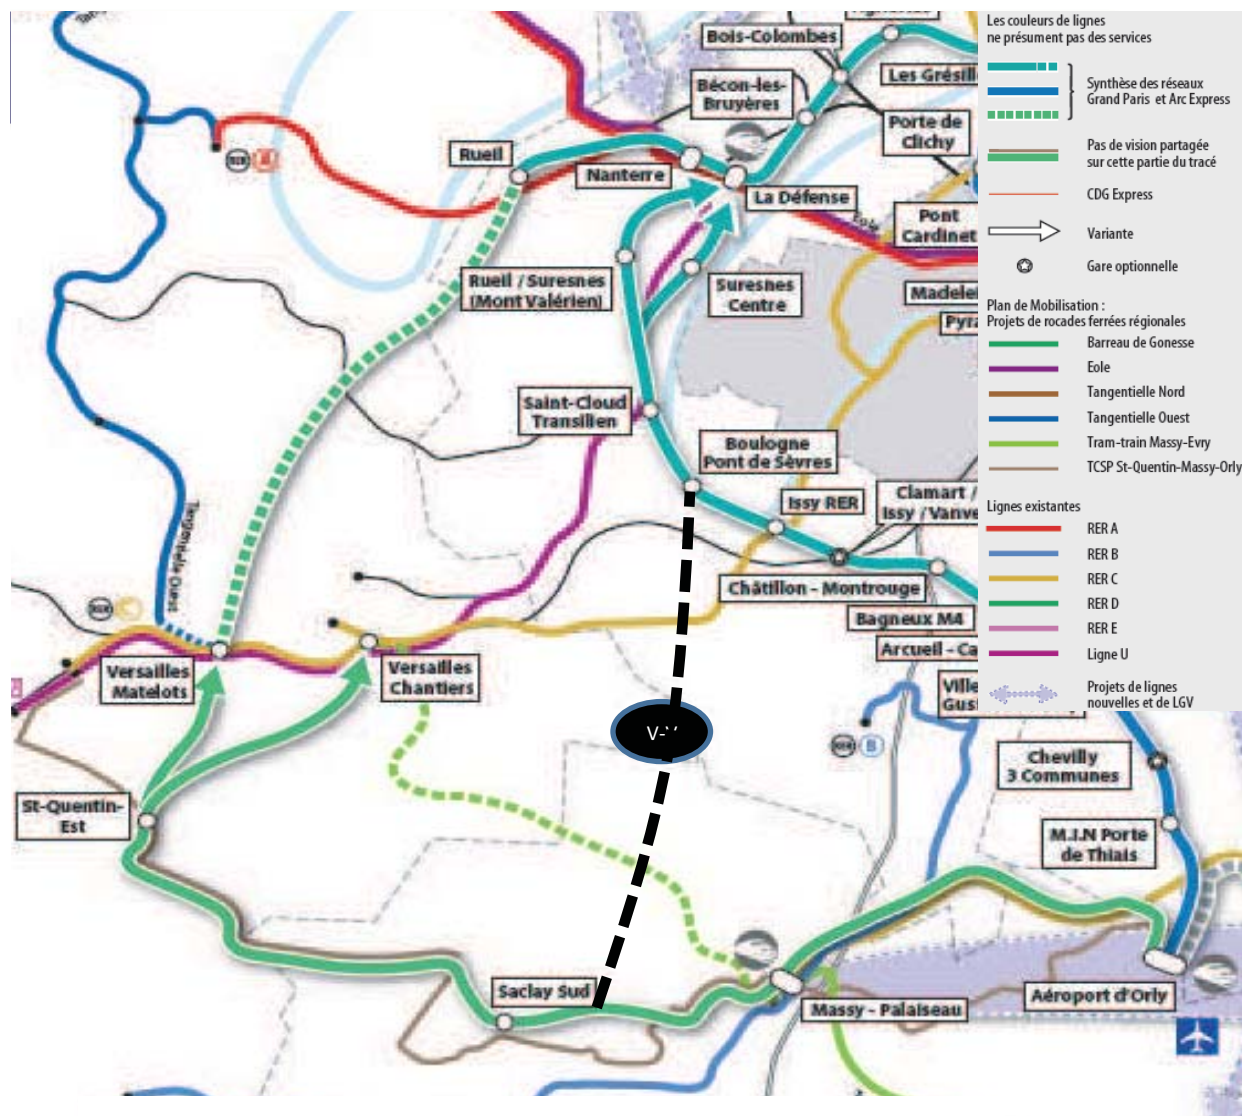 Bois-Colombes
Les Grésill
Bécon-les-
Bruyères
Porte de
Clichy
Rueil
Nanterre
La Défense
Eole
Pont
Cardinet
Rueil / Suresnes
(Mont Valérien)
Suresnes
Centre
Madelei
Pyra
Saint-Cloud
Transilien
Boulogne
Pont de Sèvres
Issy RER
Clamart /
Issy / Vanve
Tangentielle Ouest
Châtillon - Montrouge
Bagneux M4
Arcueil - Ca
RER
RER
C
Versailles
Matelots
Versailles
Chantiers
Ville
Gus
RER
B
Chevilly
3 Communes
St-Quentin-
Est
M.I.N Porte
de Thiais
Saclay Sud
Massy - Palaiseau
Aéroport d'Orly
Les couleurs de lignes
ne présument pas des services
Synthèse des réseaux
Grand Paris et Arc Express
Pas de vision partagée
sur cette partie du tracé
CDG Express
Variante
Gare optionnelle
Plan de Mobilisation :
Projets de rocades ferrées régionales
Barreau de Gonesse
Eole
Tangentielle Nord
Tangentielle Ouest
Tram-train Massy-Evry
TCSP St-Quentin-Massy-Orly
Lignes existantes
RER A
RER B
RER C
RER D
RER E
Ligne U
Projets de lignes
nouvelles et de LGV